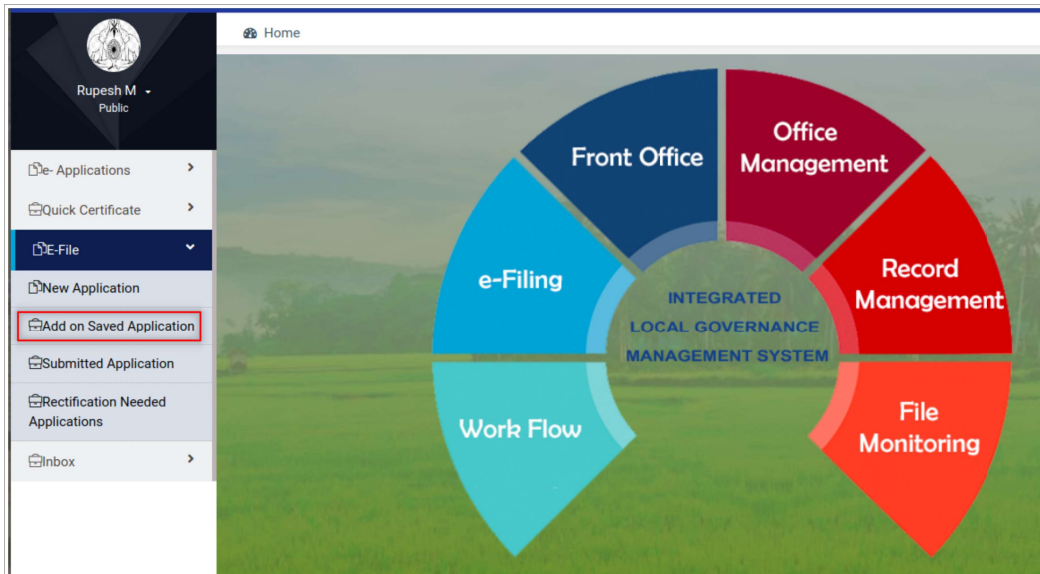 Home
Rupesh M
Public
e- Applications
Quick Certificate
E-File
New Application
Add on Saved Application
Submitted Application
Rectification Needed
Applications
Inbox
Front Office
Office
Management
e-Filing
Record
Management
INTEGRATED
LOCAL GOVERNANCE
MANAGEMENT SYSTEM
Work Flow
File
Monitoring